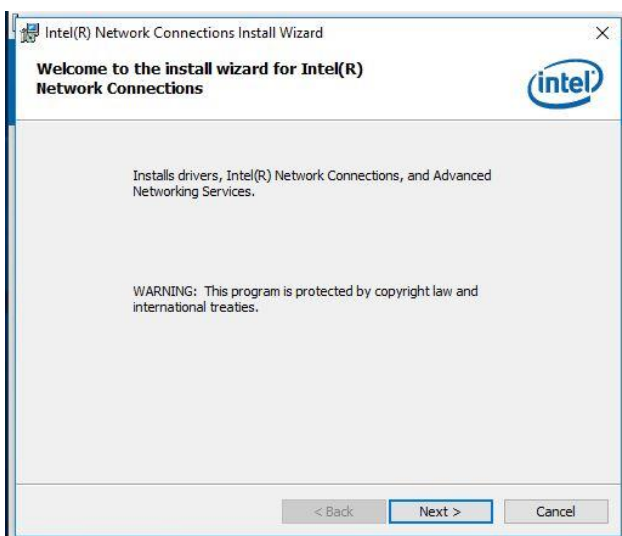 Intel(R) Network Connections Install Wizard
Welcome to the install wizard for Intel(R)
Network Connections
intel
Installs drivers, Intel(R) Network Connections, and Advanced
Networking Services.
WARNING: This program is protected by copyright law and
international treaties.
< Back Next > Cancel